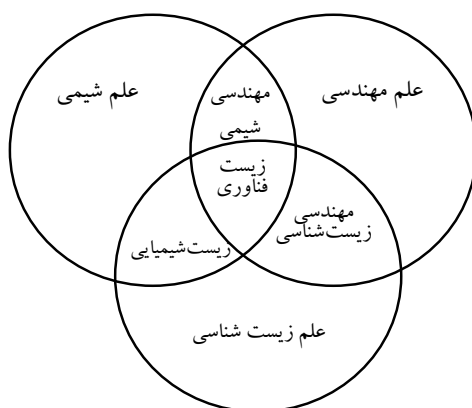 علم مهندسی
علم شیمی
مهندسی
شیمی
زیست
فناوری
مهندسی
زیست‌شناسی
زیست‌شیمیایی
علم زیست شناسی